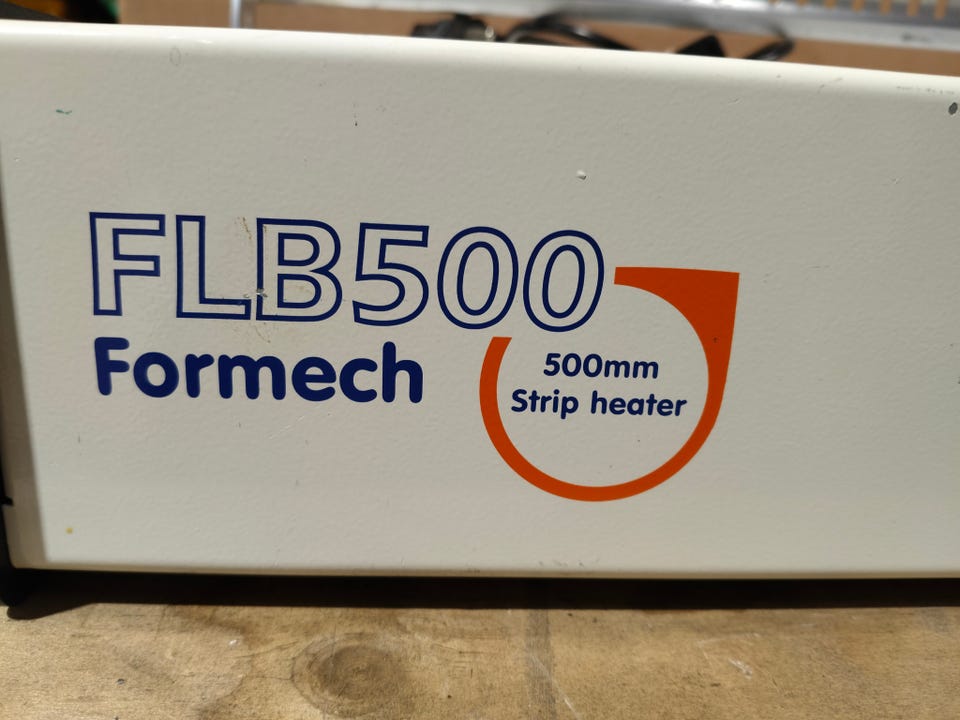 FLB500
Formech
500mm
Strip heater